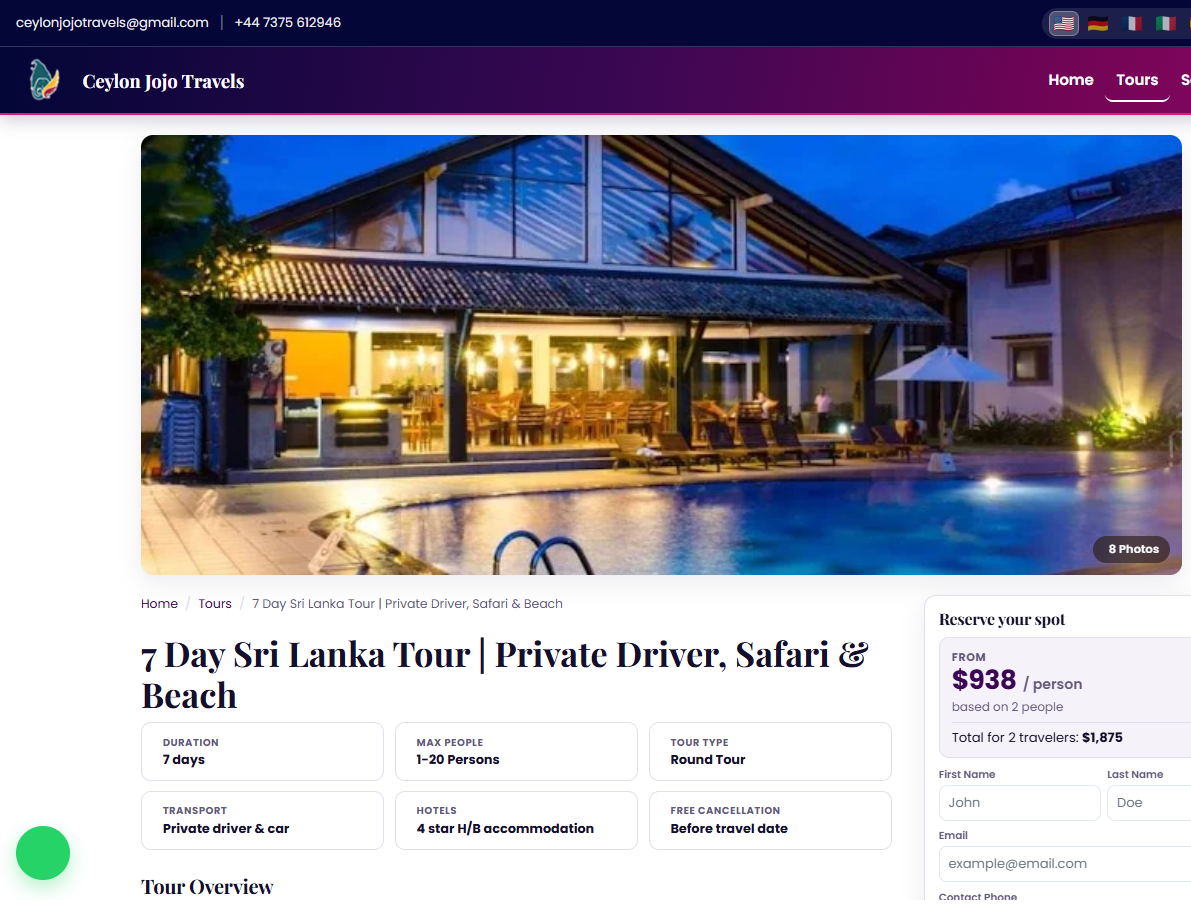 ceylonjojotravels@gmail.com | +44 7375 612946
Ceylon Jojo Travels
Home Tours
8 Photos
Home / Tours / 7 Day Sri Lanka Tour | Private Driver, Safari & Beach
7 Day Sri Lanka Tour | Private Driver, Safari &
Beach
DURATION
7 days
MAX PEOPLE
1-20 Persons
TOUR TYPE
Round Tour
TRANSPORT
Private driver & car
HOTELS
4 star H/B accommodation
FREE CANCELLATION
Before travel date
Tour Overview
Reserve your spot
FROM
$938 / person
based on 2 people
Total for 2 travelers: $1,875
First Name Last Name
John Doe
Email
example@email.com
Contact Phone